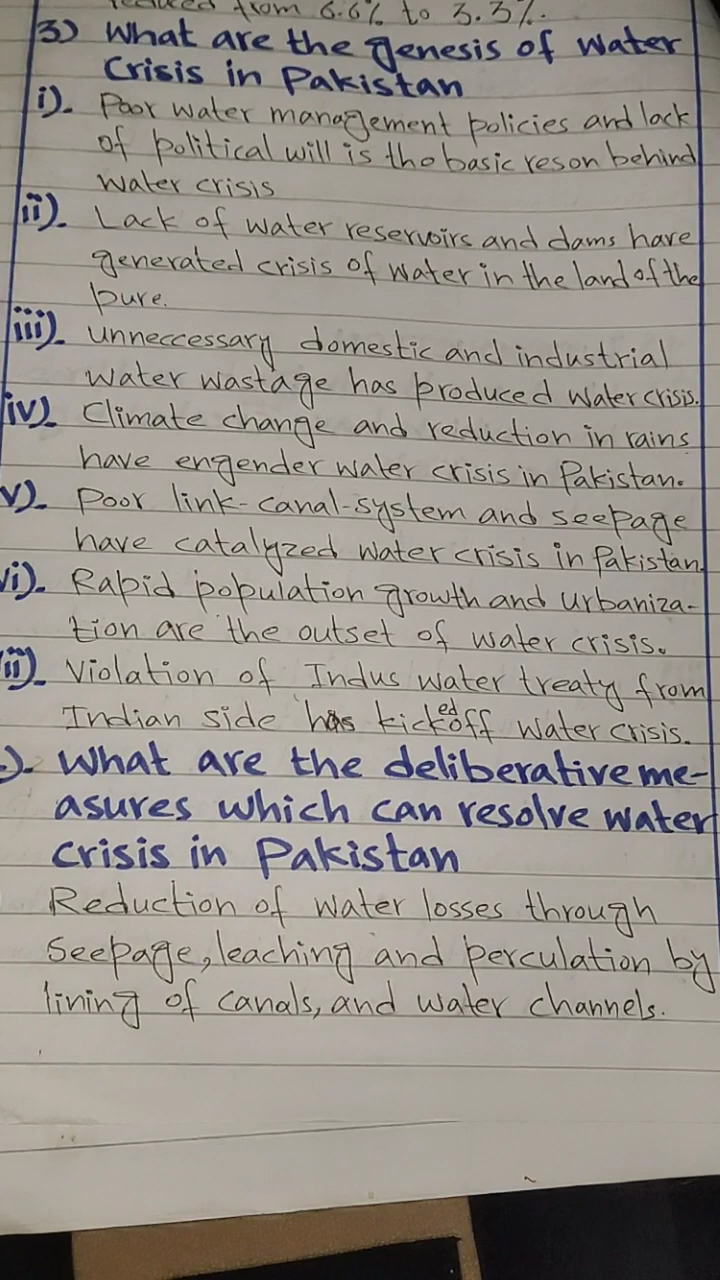 reduced from 6.6% to 3.3%.
3) What are the genesis of water
Crisis in Pakistan
i). Poor water management policies and lack
of political will is the basic reson behind
water crisis
ii). Lack of water reservoirs and dams have
generated crisis of water in the land of the
pure.
iii). unneccessary domestic and industrial
water wastage has produced water crisis.
iv). Climate change and reduction in rains
have engender water crisis in Pakistan.
v). Poor link-canal-system and seepage
have catalyzed water crisis in Pakistan.
vi). Rapid population growth and urbaniza-
tion are the outset of water crisis.
ii). Violation of Indus water treaty from
Indian side has kickedoff water crisis.
). What are the deliberative me-
asures which can resolve water
crisis in Pakistan
Reduction of water losses through
seepage, leaching and perculation by
lining of canals, and water channels.